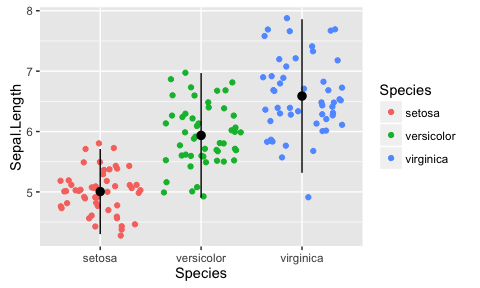 8
7
6
5
Sepal.Length
setosa
versicolor
virginica
Species
Species
setosa
versicolor
virginica